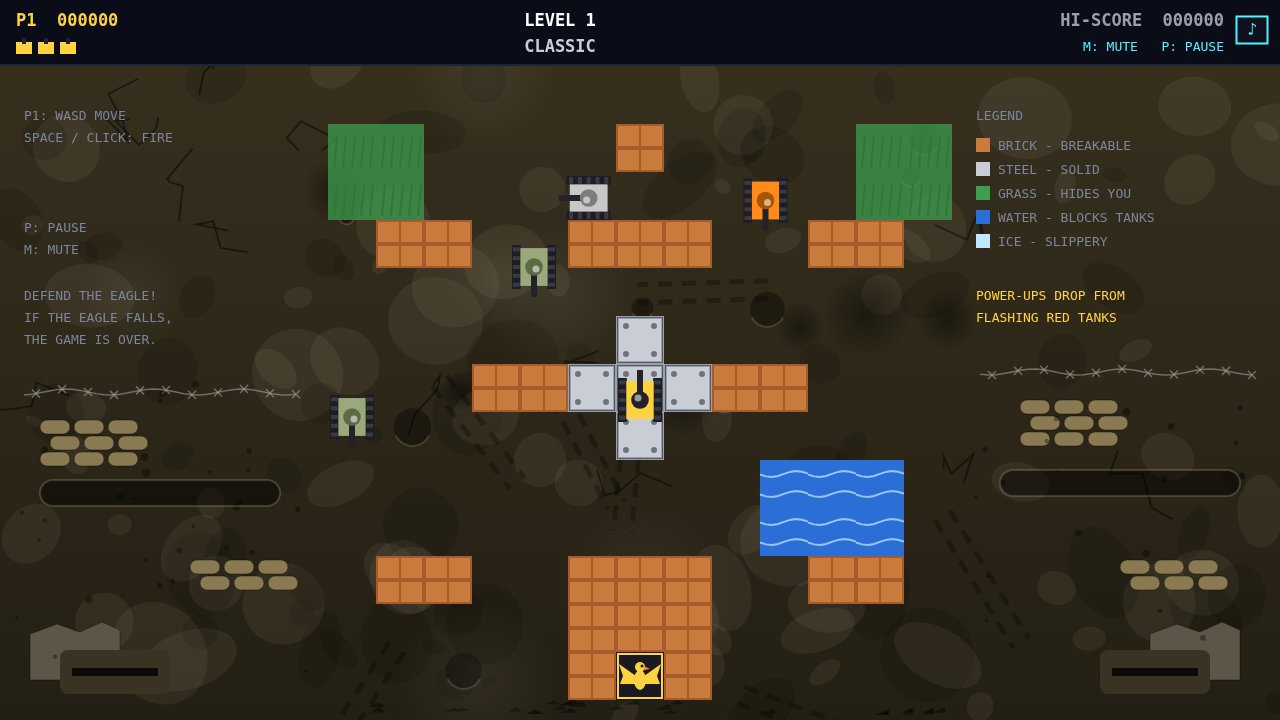 P1 000000
LEVEL 1
CLASSIC
HI-SCORE 000000
M: MUTE P: PAUSE
♪
P1: WASD MOVE
SPACE / CLICK: FIRE
P: PAUSE
M: MUTE
DEFEND THE EAGLE!
IF THE EAGLE FALLS,
THE GAME IS OVER.
LEGEND
BRICK - BREAKABLE
STEEL - SOLID
GRASS - HIDES YOU
WATER - BLOCKS TANKS
ICE - SLIPPERY
POWER-UPS DROP FROM
FLASHING RED TANKS